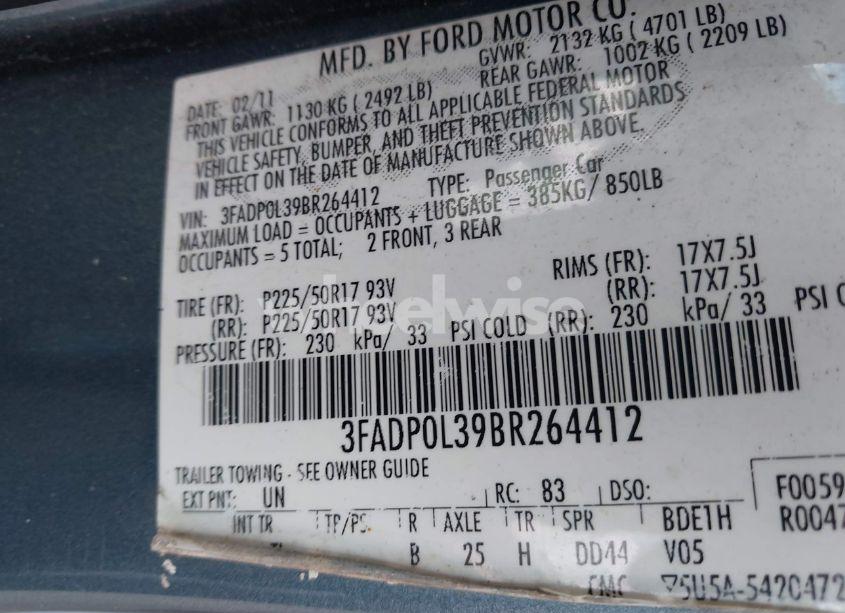 MFD. BY FORD MOTOR CO.
DATE: 02/11 GVWR: 2132 KG ( 4701 LB)
FRONT GAWR: 1130 KG ( 2492 LB) REAR GAWR: 1002 KG ( 2209 LB)
THIS VEHICLE CONFORMS TO ALL APPLICABLE FEDERAL MOTOR
VEHICLE SAFETY, BUMPER, AND THEFT PREVENTION STANDARDS
IN EFFECT ON THE DATE OF MANUFACTURE SHOWN ABOVE.
VIN: 3FADP0L39BR264412 TYPE: Passenger Car
MAXIMUM LOAD = OCCUPANTS + LUGGAGE = 385KG/ 850LB
OCCUPANTS = 5 TOTAL; 2 FRONT, 3 REAR
TIRE (FR): P225/50R17 93V RIMS (FR): 17X7.5J
(RR): P225/50R17 93V (RR): 17X7.5J
PRESSURE (FR): 230 kPa/ 33 PSI COLD (RR): 230 kPa/ 33 PSI
3FADP0L39BR264412
TRAILER TOWING - SEE OWNER GUIDE
EXT PNT: UN RC: 83 DSO: F0059
INT TR TP/PS R AXLE TR SPR BDE1H R0047
B 25 H DD44 V05
5U5A-5420472